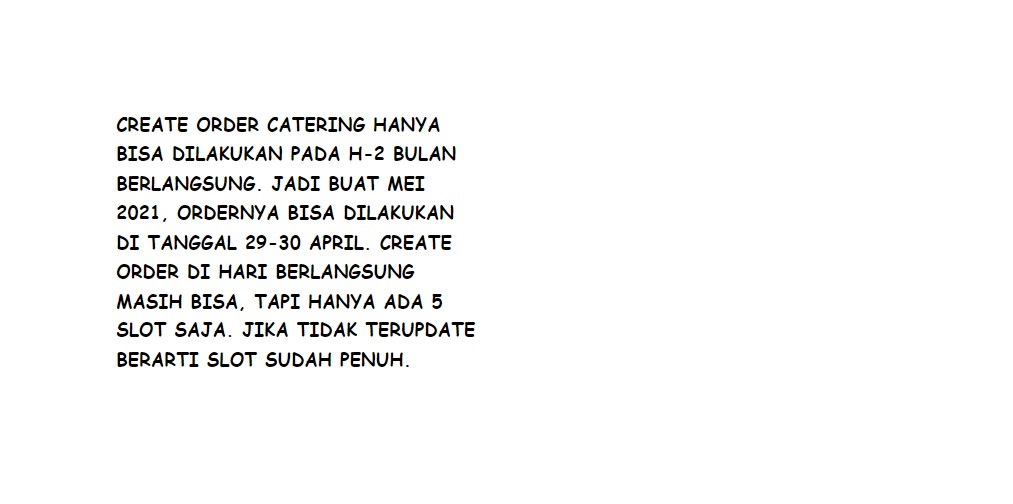 CREATE ORDER CATERING HANYA
BISA DILAKUKAN PADA H-2 BULAN
BERLANGSUNG. JADI BUAT MEI
2021, ORDERNYA BISA DILAKUKAN
DI TANGGAL 29-30 APRIL. CREATE
ORDER DI HARI BERLANGSUNG
MASIH BISA, TAPI HANYA ADA 5
SLOT SAJA. JIKA TIDAK TERUPDATE
BERARTI SLOT SUDAH PENUH.